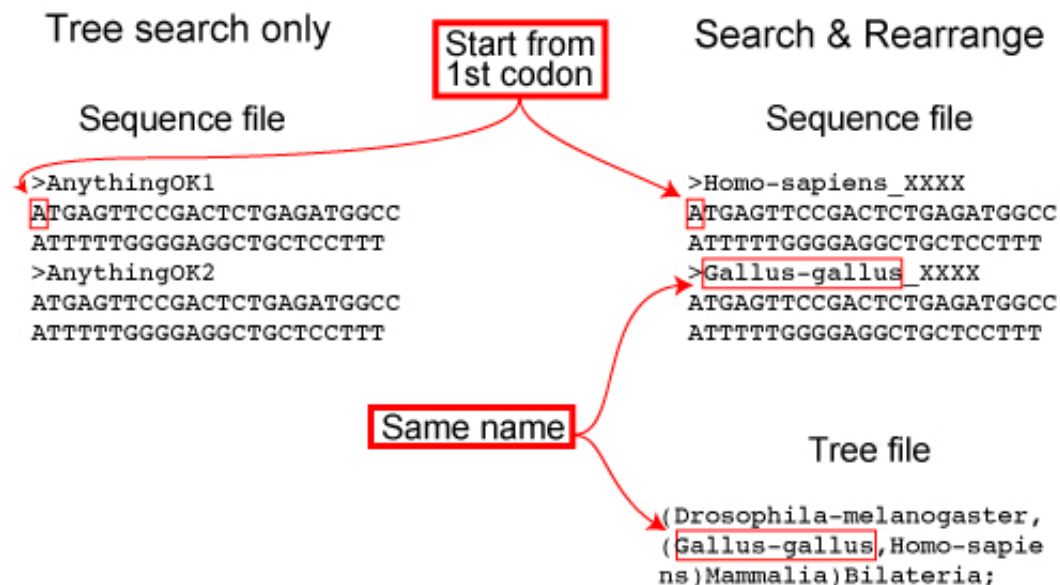 Tree search only
Start from
1st codon
Search & Rearrange
Sequence file
>AnythingOK1
ATGAGTTCCGACTCTGAGATGGCC
ATTTTTGGGGAGGCTGCTCCTTT
>AnythingOK2
ATGAGTTCCGACTCTGAGATGGCC
ATTTTTGGGGAGGCTGCTCCTTT
Sequence file
>Homo-sapiens_XXXX
ATGAGTTCCGACTCTGAGATGGCC
ATTTTTGGGGAGGCTGCTCCTTT
>Gallus-gallus_XXXX
ATGAGTTCCGACTCTGAGATGGCC
ATTTTTGGGGAGGCTGCTCCTTT
Same name
Tree file
(Drosophila-melanogaster,
(Gallus-gallus,Homo-sapie
ns)Mammalia)Bilateria;